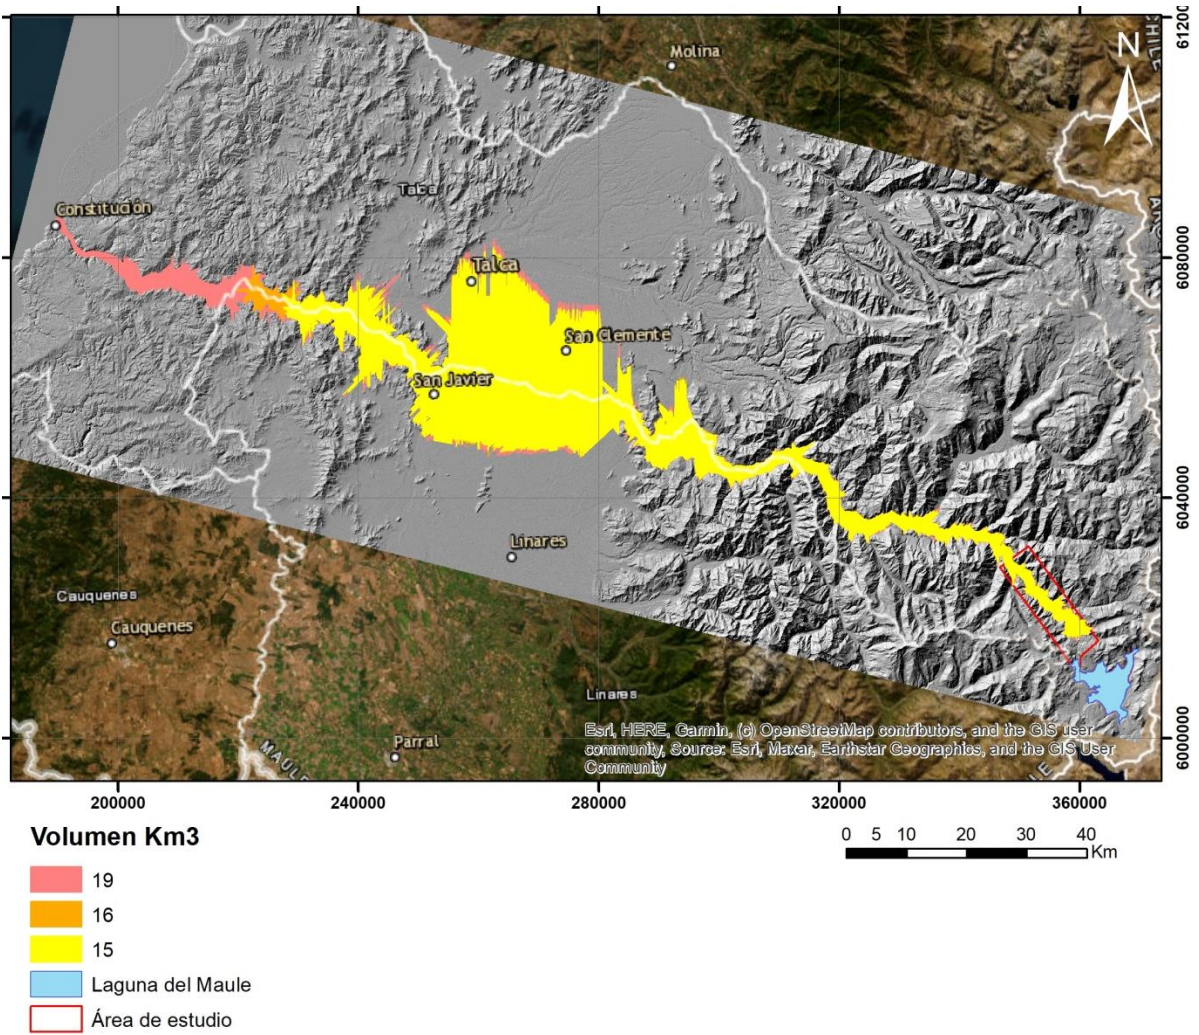 Molina
N
CHILE
61200
Talca
Constitución
6080000
Talca
San Clemente
San Javier
6040000
Linares
Cauquenes
Cauquenes
Linares
Parral
MAULE
Esri, HERE, Garmin, (c) OpenStreetMap contributors, and the GIS user
community, Source: Esri, Maxar, Earthstar Geographics, and the GIS User
Community
6000000
200000 240000 280000 320000 360000
Volumen Km3
0 5 10 20 30 40
Km
19
16
15
Laguna del Maule
Área de estudio